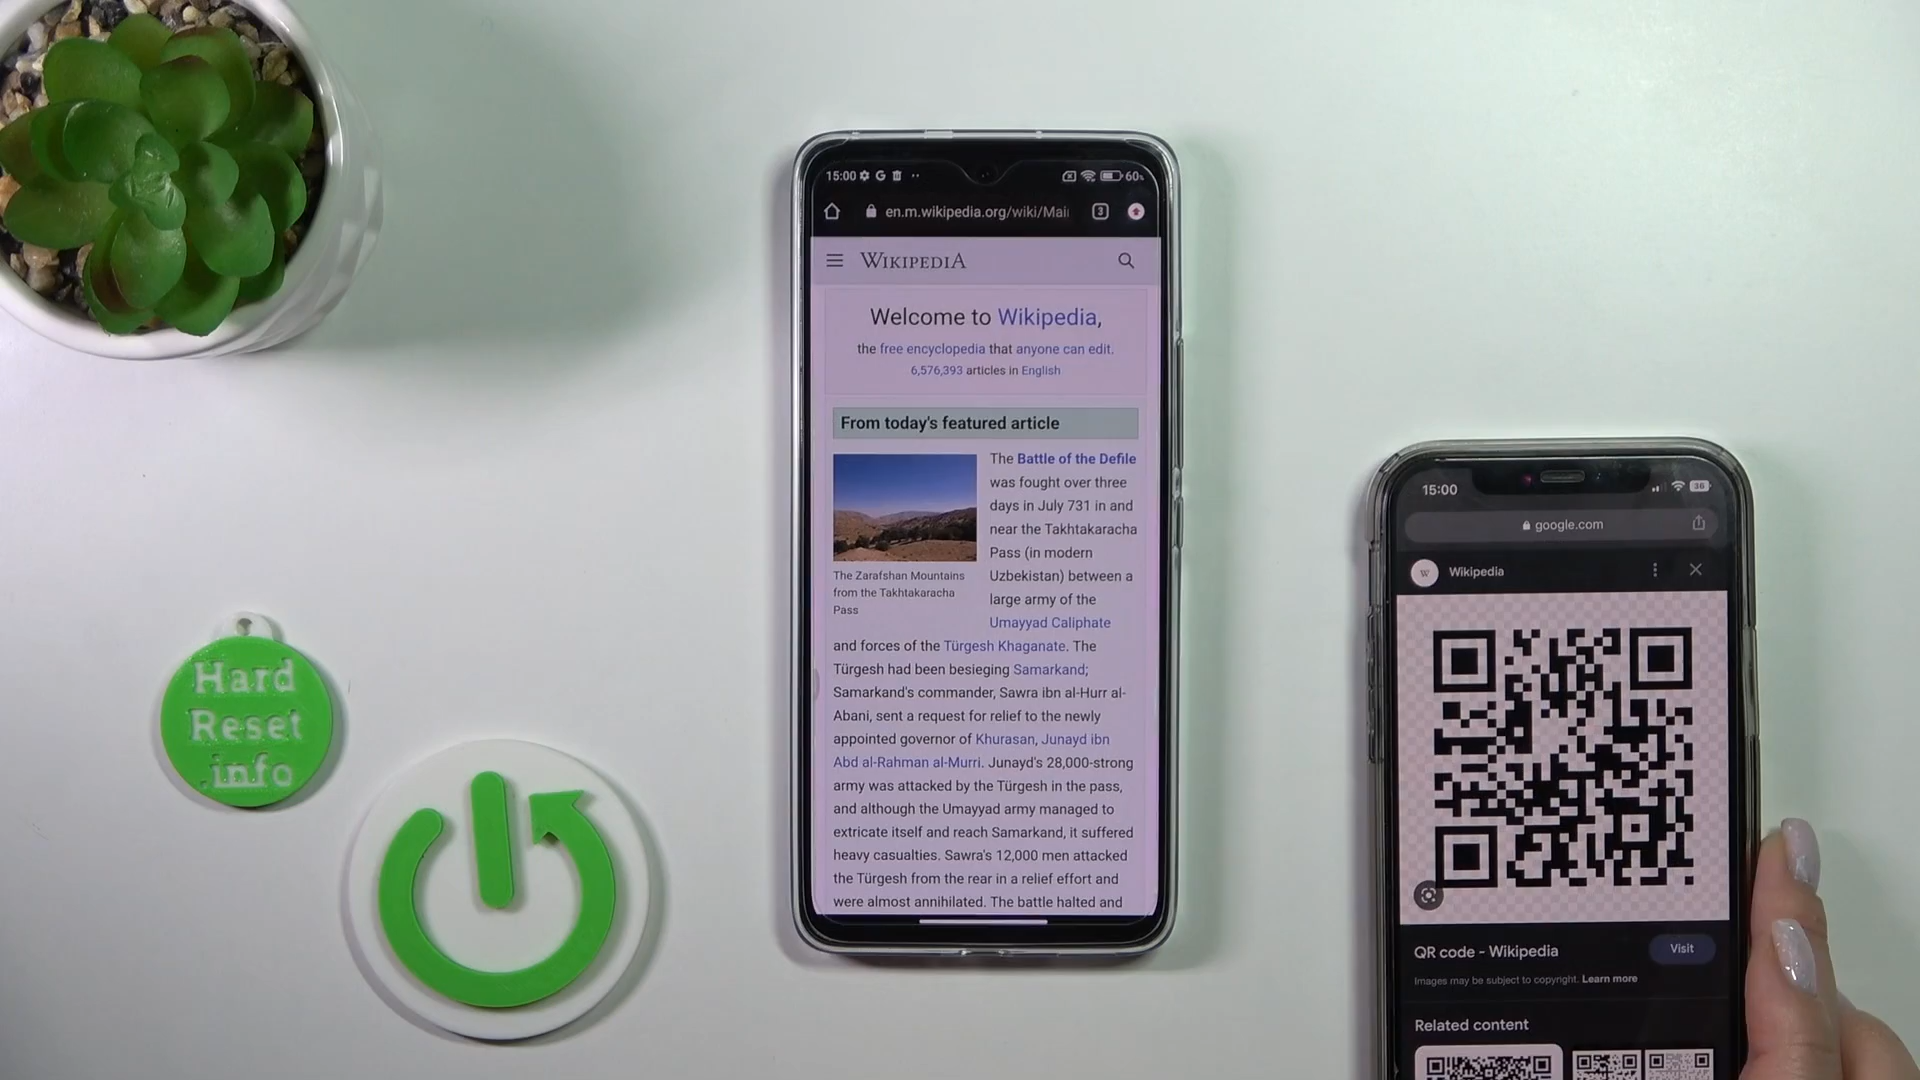 Hard
Reset
.info
15:00
60%
en.m.wikipedia.org/wiki/Mai
3
WIKIPEDIA
Welcome to Wikipedia,
the free encyclopedia that anyone can edit.
6,576,393 articles in English
From today's featured article
The Battle of the Defile
was fought over three
days in July 731 in and
near the Takhtakaracha
Pass (in modern
Uzbekistan) between a
large army of the
Umayyad Caliphate
The Zarafshan Mountains
from the Takhtakaracha
Pass
and forces of the Türgesh Khaganate. The
Türgesh had been besieging Samarkand;
Samarkand's commander, Sawra ibn al-Hurr al-
Abani, sent a request for relief to the newly
appointed governor of Khurasan, Junayd ibn
Abd al-Rahman al-Murri. Junayd's 28,000-strong
army was attacked by the Türgesh in the pass,
and although the Umayyad army managed to
extricate itself and reach Samarkand, it suffered
heavy casualties. Sawra's 12,000 men attacked
the Türgesh from the rear in a relief effort and
were almost annihilated. The battle halted and
15:00
36
google.com
W
Wikipedia
QR code - Wikipedia
Visit
Images may be subject to copyright. Learn more
Related content